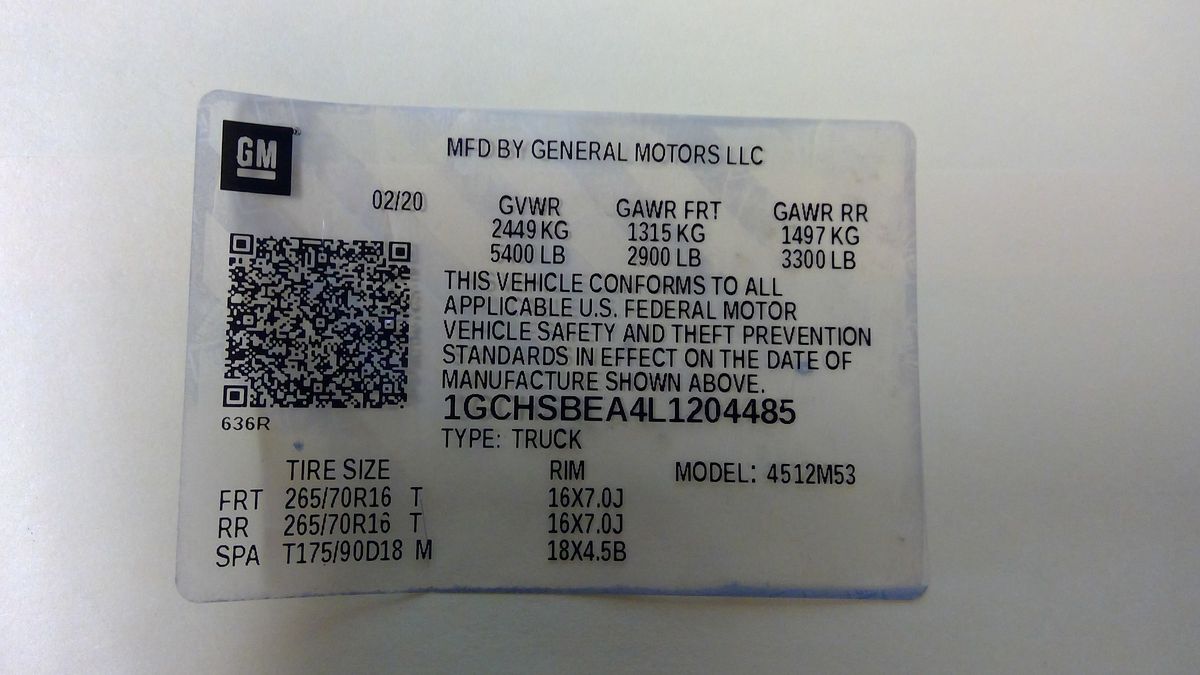 GM
MFD BY GENERAL MOTORS LLC
02/20
GVWR GAWR FRT GAWR RR
2449 KG 1315 KG 1497 KG
5400 LB 2900 LB 3300 LB
THIS VEHICLE CONFORMS TO ALL
APPLICABLE U.S. FEDERAL MOTOR
VEHICLE SAFETY AND THEFT PREVENTION
STANDARDS IN EFFECT ON THE DATE OF
MANUFACTURE SHOWN ABOVE.
1GCHSBEA4L1204485
636R
TYPE: TRUCK
TIRE SIZE RIM MODEL: 4512M53
FRT 265/70R16 T 16X7.0J
RR 265/70R16 T 16X7.0J
SPA T175/90D18 M 18X4.5B